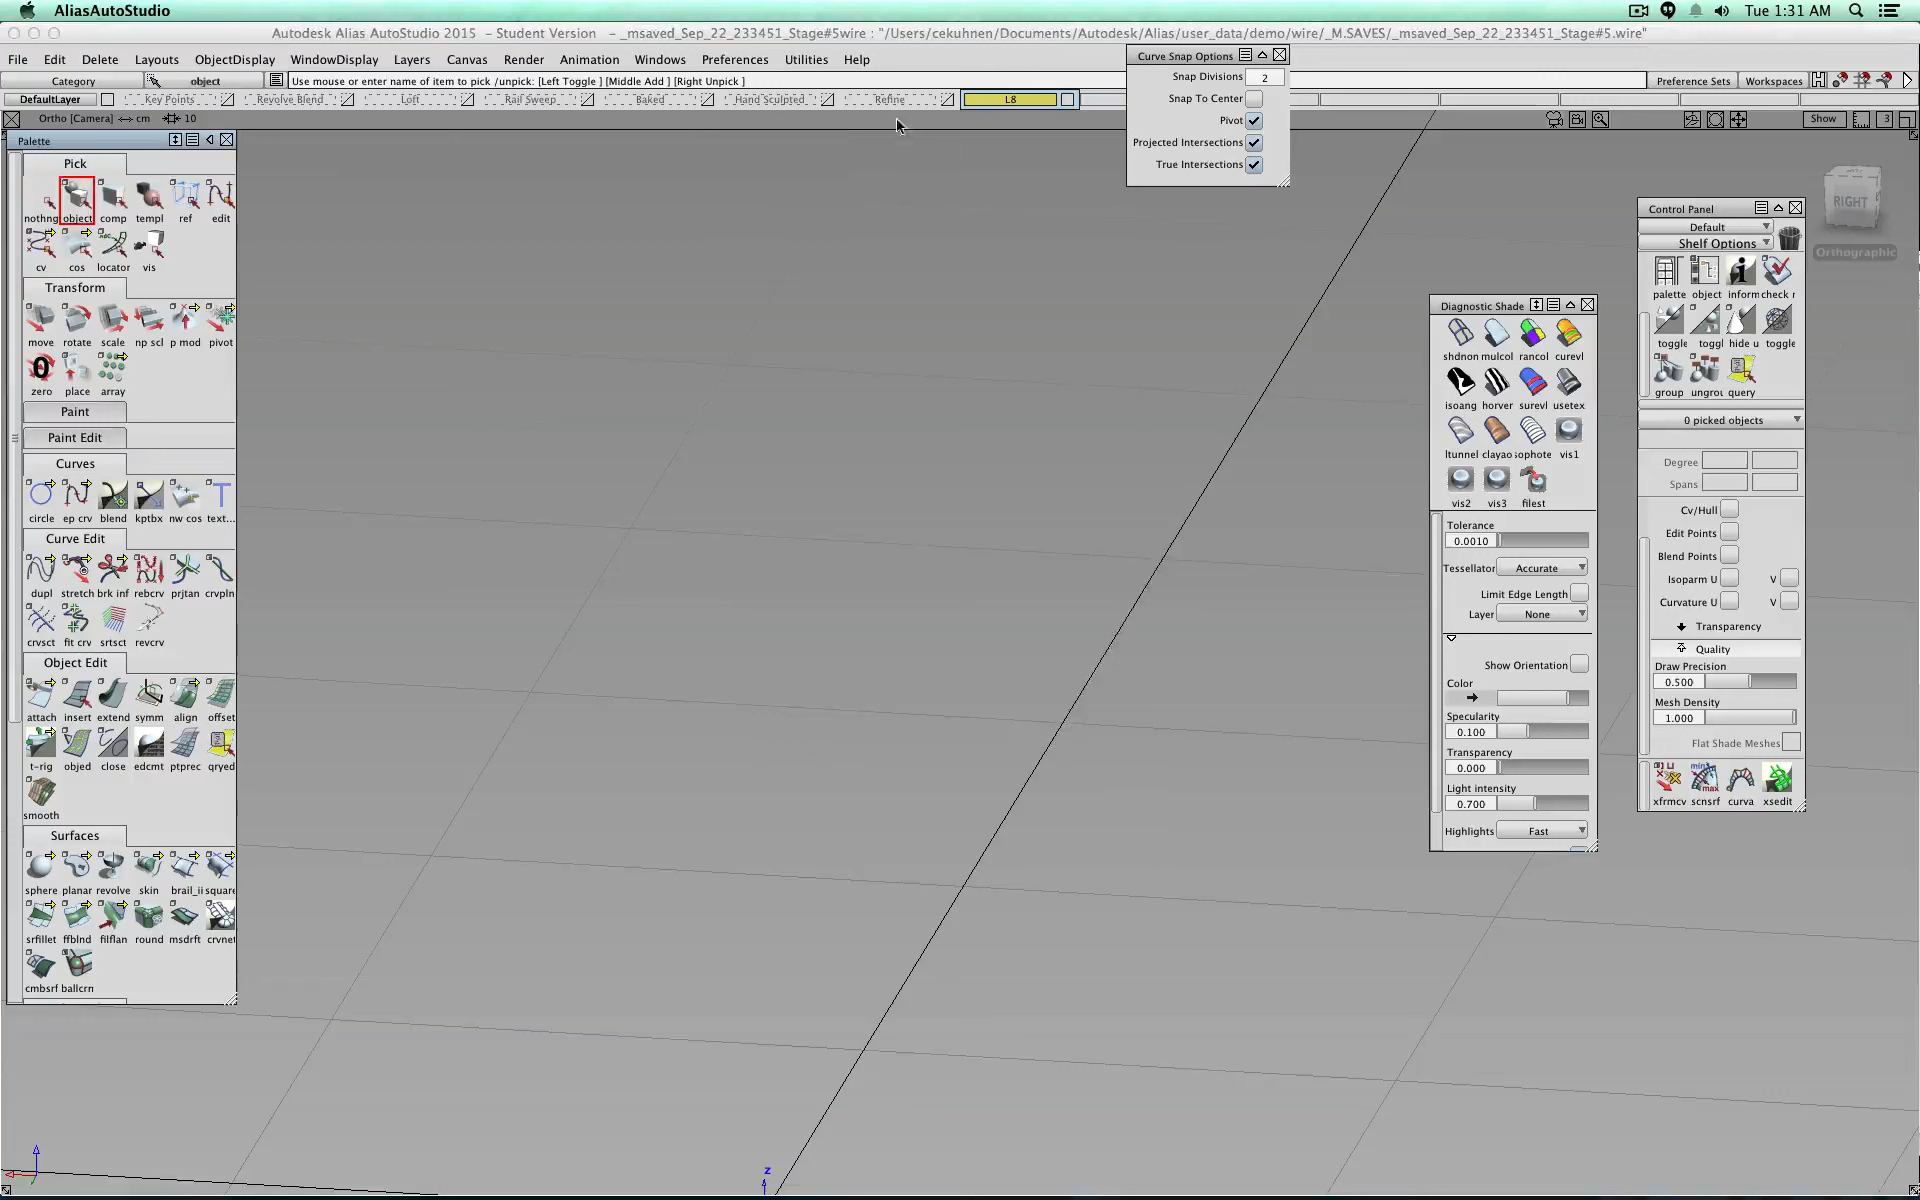 AliasAutoStudio
Tue 1:31 AM
Autodesk Alias AutoStudio 2015 - Student Version - _msaved_Sep_22_233451_Stage#5wire : "/Users/cekuhnen/Documents/Autodesk/Alias/user_data/demo/wire/_M.SAVES/_msaved_Sep_22_233451_Stage#5.wire"
File Edit Delete Layouts ObjectDisplay WindowDisplay Layers Canvas Render Animation Windows Preferences Utilities Help
Category object Use mouse or enter name of item to pick /unpick: [Left Toggle ] [Middle Add ] [Right Unpick ] Preference Sets Workspaces
DefaultLayer Key Points Revolve Blend Loft Rail Sweep Baked Hand Sculpted Refine L8
Ortho [Camera] cm 10 Show 3
Curve Snap Options
Snap Divisions 2
Snap To Center
Pivot
Projected Intersections
True Intersections
Palette
Pick
nothng object comp templ ref edit
cv cos locator vis
Transform
move rotate scale np scl p mod pivot
zero place array
Paint
Paint Edit
Curves
circle ep crv blend kptbx nw cos text...
Curve Edit
dupl stretch brk inf rebcrv prjtan crvpln
crvsct fit crv srtsct revcrv
Object Edit
attach insert extend symm align offset
t-rig objed close edcmt ptprec qryed
smooth
Surfaces
sphere planar revolve skin brail_ii square
srfillet ffblnd filflan round msdrft crvnet
cmbsrf ballcrn
Diagnostic Shade
shdnon mulcol rancol curevl
isoang horver surevl usetex
ltunnel clayao sophote vis1
vis2 vis3 filest
Tolerance
0.0010
Tessellator Accurate
Limit Edge Length
Layer None
Show Orientation
Color
Specularity
0.100
Transparency
0.000
Light intensity
0.700
Highlights Fast
Control Panel
Default
Shelf Options
palette object inform check r
toggle toggl hide u toggle
group ungrou query
0 picked objects
Degree
Spans
Cv/Hull
Edit Points
Blend Points
Isoparm U V
Curvature U V
Transparency
Quality
Draw Precision
0.500
Mesh Density
1.000
Flat Shade Meshes
xfrmcv scnsrf curva xsedit
RIGHT
Orthographic
z